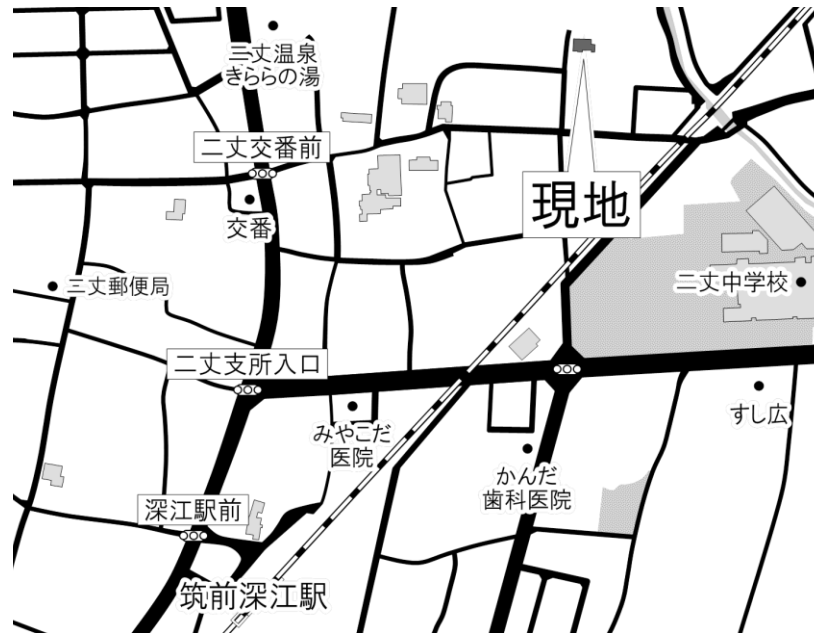 三丈温泉
きららの湯
二丈交番前
現地
交番
三丈郵便局
二丈中学校
二丈支所入口
みやこだ
医院
すし広
かんだ
歯科医院
深江駅前
筑前深江駅